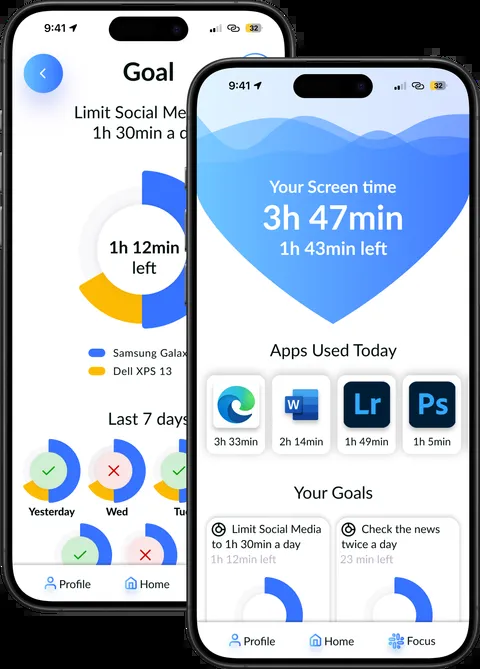 9:41
32
Goal
Limit Social Me
1h 30min a d
1h 12min
left
Samsung Galax
Dell XPS 13
Last 7 days
Yesterday
Wed
Tu
Profile
Home
9:41
32
Your Screen time
3h 47min
1h 43min left
Apps Used Today
W
Lr
Ps
3h 33min
2h 14min
1h 49min
1h 5min
Your Goals
Limit Social Media
to 1h 30min a day
1h 12min left
Check the news
twice a day
23 min left
Profile
Home
Focus